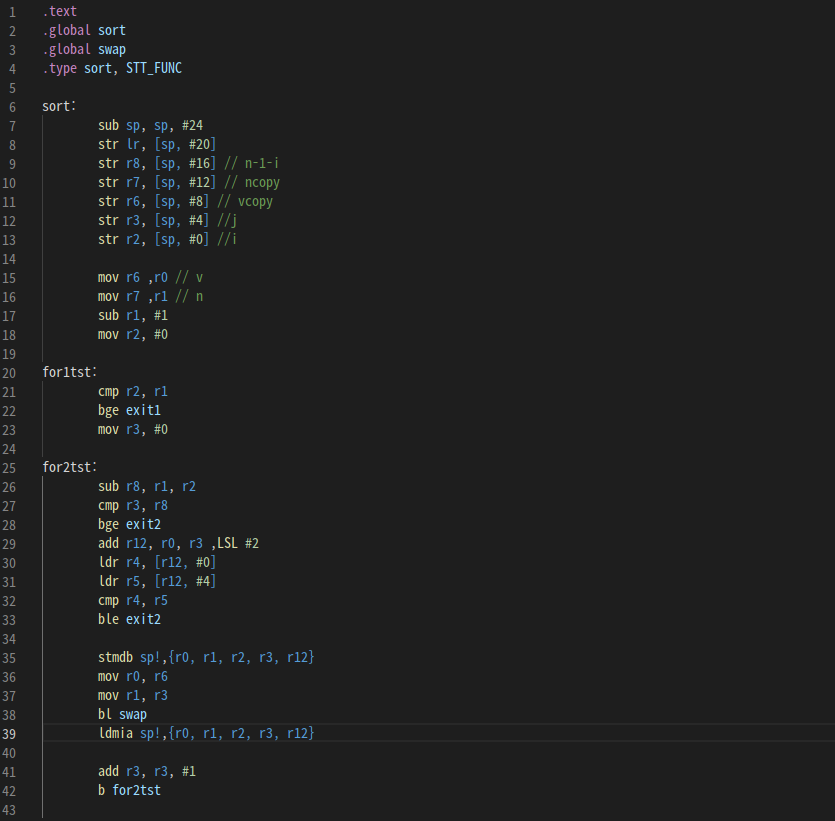 1 .text
2 .global sort
3 .global swap
4 .type sort, STT_FUNC
5
6 sort:
7 sub sp, sp, #24
8 str lr, [sp, #20]
9 str r8, [sp, #16] // n-1-i
10 str r7, [sp, #12] // ncopy
11 str r6, [sp, #8] // vcopy
12 str r3, [sp, #4] //j
13 str r2, [sp, #0] //i
14
15 mov r6 ,r0 // v
16 mov r7 ,r1 // n
17 sub r1, #1
18 mov r2, #0
19
20 for1tst:
21 cmp r2, r1
22 bge exit1
23 mov r3, #0
24
25 for2tst:
26 sub r8, r1, r2
27 cmp r3, r8
28 bge exit2
29 add r12, r0, r3 ,LSL #2
30 ldr r4, [r12, #0]
31 ldr r5, [r12, #4]
32 cmp r4, r5
33 ble exit2
34
35 stmdb sp!,{r0, r1, r2, r3, r12}
36 mov r0, r6
37 mov r1, r3
38 bl swap
39 ldmia sp!,{r0, r1, r2, r3, r12}
40
41 add r3, r3, #1
42 b for2tst
43